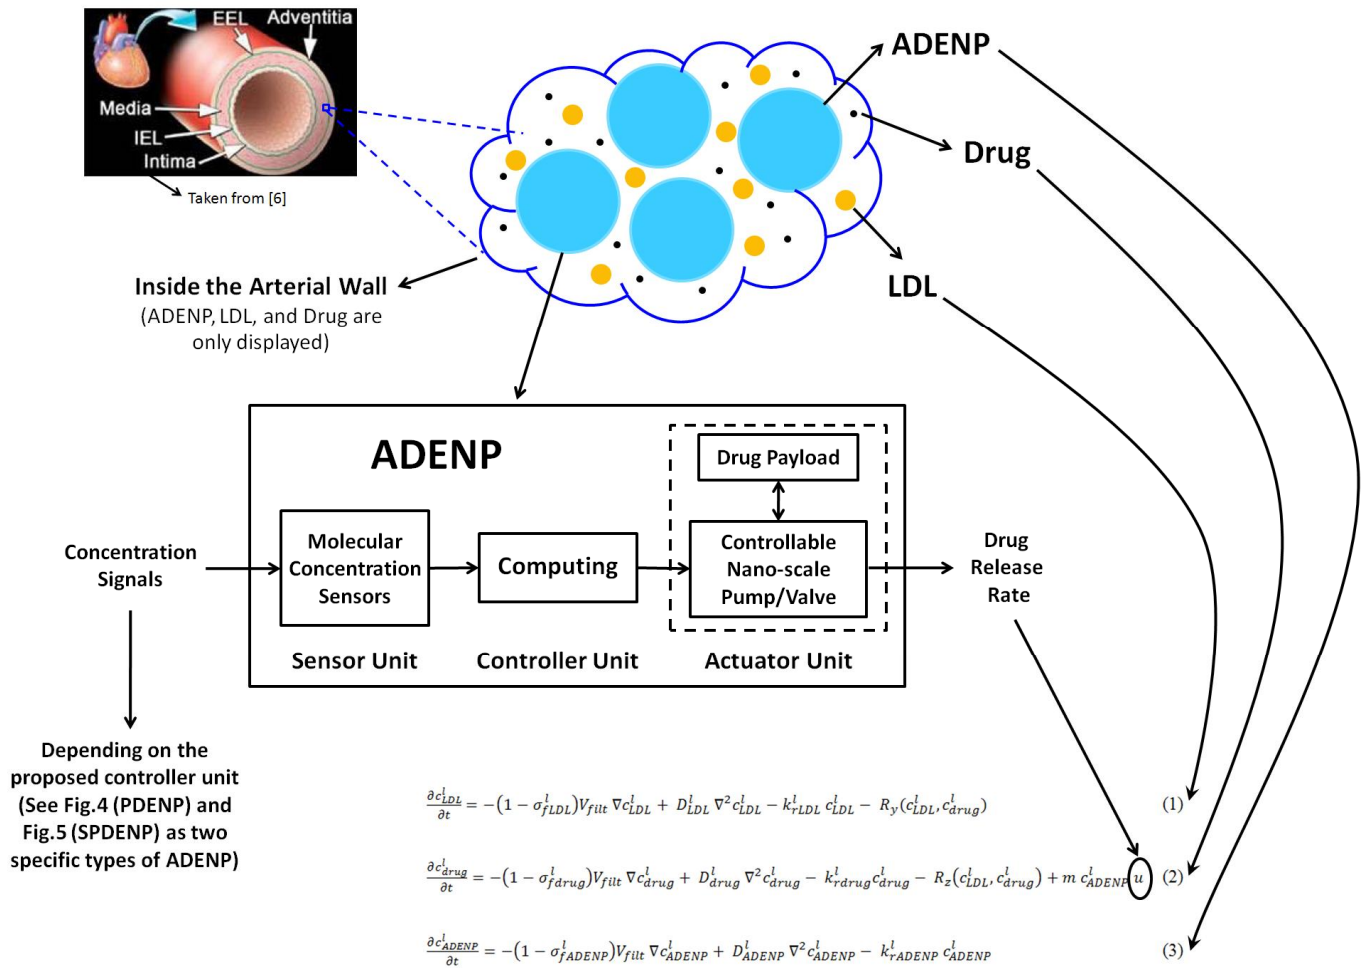 EEL Adventitia
Media
IEL
Intima
Taken from [6]
ADENP
Drug
LDL
Inside the Arterial Wall
(ADENP, LDL, and Drug are
only displayed)
ADENP
Drug Payload
Concentration
Signals
Molecular
Concentration
Sensors
Computing
Controllable
Nano-scale
Pump/Valve
Drug
Release
Rate
Sensor Unit
Controller Unit
Actuator Unit
Depending on the
proposed controller unit
(See Fig.4 (PDENP) and
Fig.5 (SPDENP) as two
specific types of ADENP)
∂c^l_LDL/∂t = −(1 − σ^l_fLDL)V_filt ∇c^l_LDL + D^l_LDL ∇²c^l_LDL − k^l_rLDL c^l_LDL − R_y(c^l_LDL, c^l_drug) (1)
∂c^l_drug/∂t = −(1 − σ^l_fdrug)V_filt ∇c^l_drug + D^l_drug ∇²c^l_drug − k^l_rdrug c^l_drug − R_z(c^l_LDL, c^l_drug) + m c^l_ADENP u (2)
∂c^l_ADENP/∂t = −(1 − σ^l_fADENP)V_filt ∇c^l_ADENP + D^l_ADENP ∇²c^l_ADENP − k^l_rADENP c^l_ADENP (3)